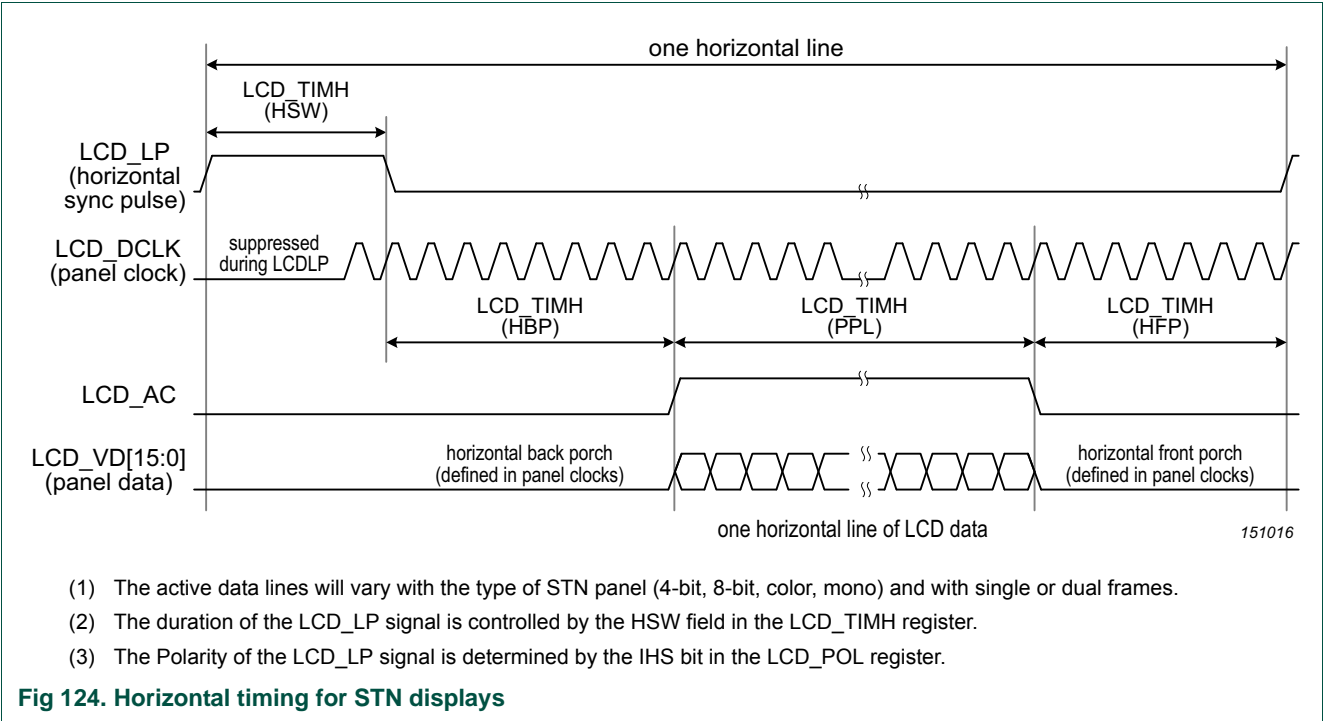 one horizontal line
LCD_TIMH
(HSW)
LCD_LP
(horizontal
sync pulse)
LCD_DCLK
(panel clock)
suppressed
during LCDLP
LCD_TIMH
(HBP)
LCD_TIMH
(PPL)
LCD_TIMH
(HFP)
LCD_AC
LCD_VD[15:0]
(panel data)
horizontal back porch
(defined in panel clocks)
horizontal front porch
(defined in panel clocks)
one horizontal line of LCD data
151016
(1) The active data lines will vary with the type of STN panel (4-bit, 8-bit, color, mono) and with single or dual frames.
(2) The duration of the LCD_LP signal is controlled by the HSW field in the LCD_TIMH register.
(3) The Polarity of the LCD_LP signal is determined by the IHS bit in the LCD_POL register.
Fig 124. Horizontal timing for STN displays